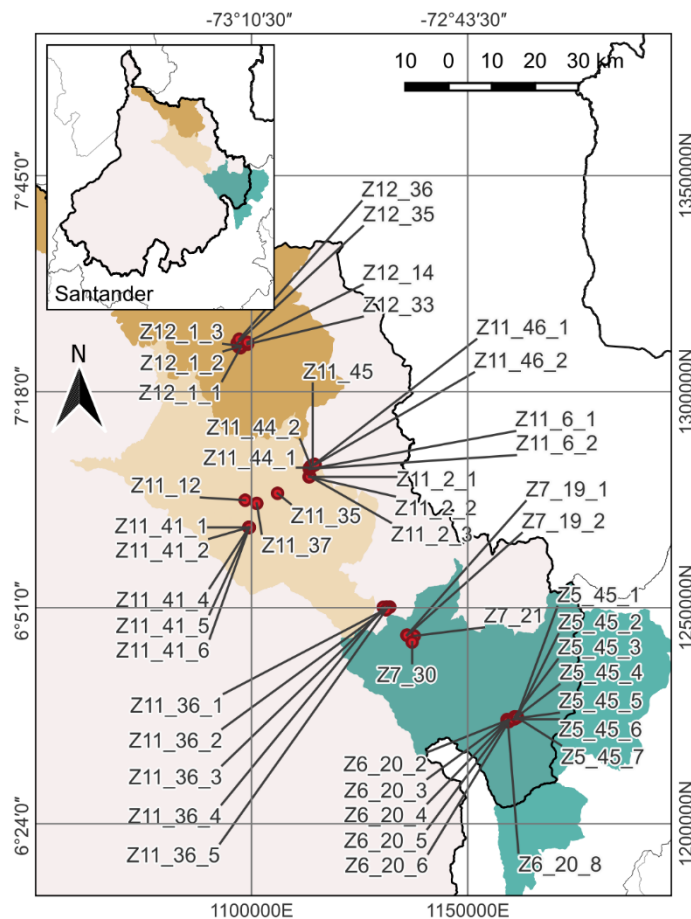 -73°10'30"
-72°43'30"
10 0 10 20 30 km
7°45'0"
1350000N
Santander
Z12_36
Z12_35
Z12_14
Z12_33
Z12_1_3
Z12_1_2
Z12_1_1
N
Z11_46_1
Z11_46_2
Z11_45
7°18'0"
1300000N
Z11_44_2
Z11_44_1
Z11_6_1
Z11_6_2
Z11_2_1
Z11_2_2
Z11_2_3
Z11_12
Z11_35
Z11_37
Z11_41_1
Z11_41_2
Z11_41_4
Z11_41_5
Z11_41_6
Z7_19_1
Z7_19_2
Z7_21
Z7_30
6°51'0"
1250000N
Z5_45_1
Z5_45_2
Z5_45_3
Z5_45_4
Z5_45_5
Z5_45_6
Z5_45_7
Z11_36_1
Z11_36_2
Z11_36_3
Z11_36_4
Z11_36_5
Z6_20_2
Z6_20_3
Z6_20_4
Z6_20_5
Z6_20_6
Z6_20_8
6°24'0"
1200000N
1100000E
1150000E